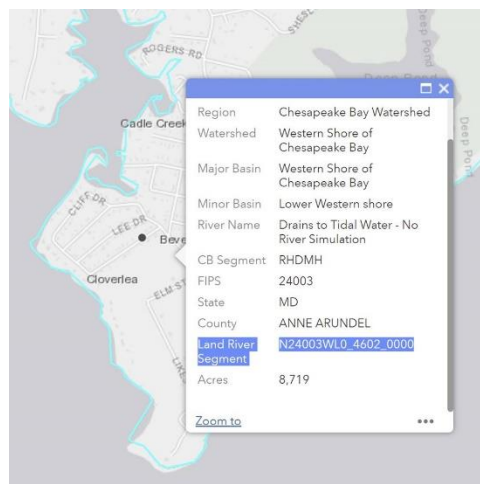 SHESE
ROGERS RD
Deep Pond
Cadle Creek
Deep Pond
CLIFF DR
LEE DR
Beve
Cloverlea
ELM ST
LIKES
Region Chesapeake Bay Watershed
Watershed Western Shore of
Chesapeake Bay
Major Basin Western Shore of
Chesapeake Bay
Minor Basin Lower Western shore
River Name Drains to Tidal Water - No
River Simulation
CB Segment RHDMH
FIPS 24003
State MD
County ANNE ARUNDEL
Land River N24003WL0_4602_0000
Segment
Acres 8,719
Zoom to